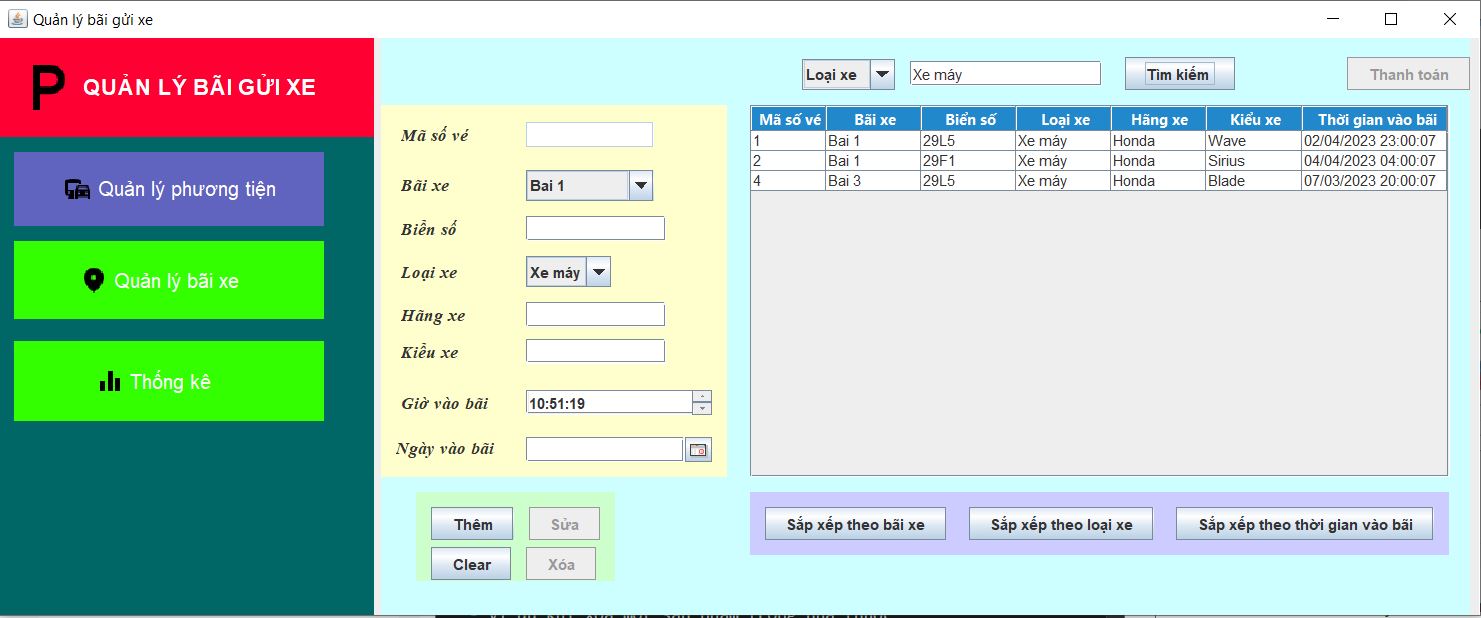 Quản lý bãi gửi xe
P QUẢN LÝ BÃI GỬI XE
Quản lý phương tiện
Quản lý bãi xe
Thống kê
Loại xe Xe máy Tìm kiếm Thanh toán
Mã số vé
Bãi xe Bai 1
Biển số
Loại xe Xe máy
Hãng xe
Kiểu xe
Giờ vào bãi 10:51:19
Ngày vào bãi
Thêm Sửa
Clear Xóa
Mã số vé Bãi xe Biển số Loại xe Hãng xe Kiểu xe Thời gian vào bãi
1 Bai 1 29L5 Xe máy Honda Wave 02/04/2023 23:00:07
2 Bai 1 29F1 Xe máy Honda Sirius 04/04/2023 04:00:07
4 Bai 3 29L5 Xe máy Honda Blade 07/03/2023 20:00:07
Sắp xếp theo bãi xe Sắp xếp theo loại xe Sắp xếp theo thời gian vào bãi